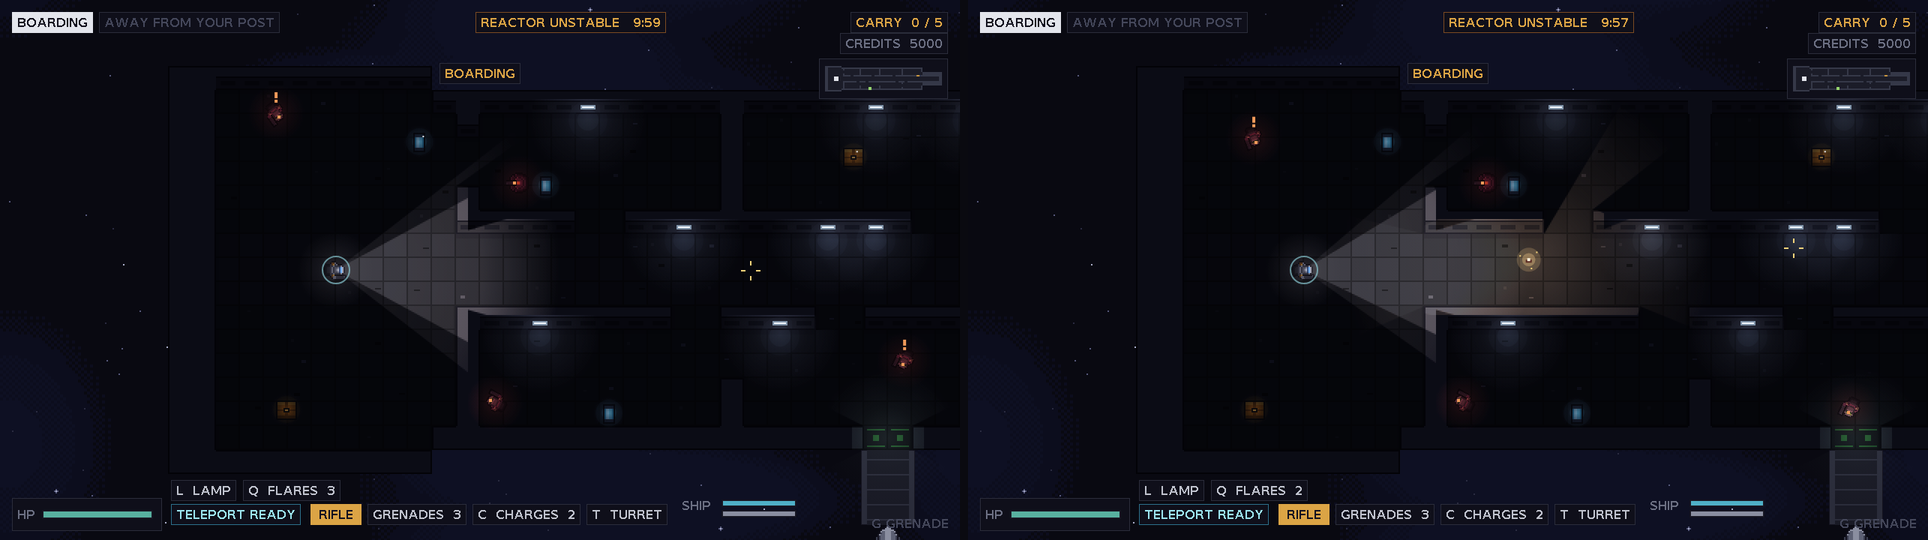 BOARDING AWAY FROM YOUR POST
REACTOR UNSTABLE 9:59
CARRY 0 / 5
CREDITS 5000
BOARDING
!
!
L LAMP Q FLARES 3
HP
TELEPORT READY RIFLE GRENADES 3 C CHARGES 2 T TURRET
SHIP
G GRENADE
BOARDING AWAY FROM YOUR POST
REACTOR UNSTABLE 9:57
CARRY 0 / 5
CREDITS 5000
BOARDING
!
L LAMP Q FLARES 2
HP
TELEPORT READY RIFLE GRENADES 3 C CHARGES 2 T TURRET
SHIP
G GRENADE